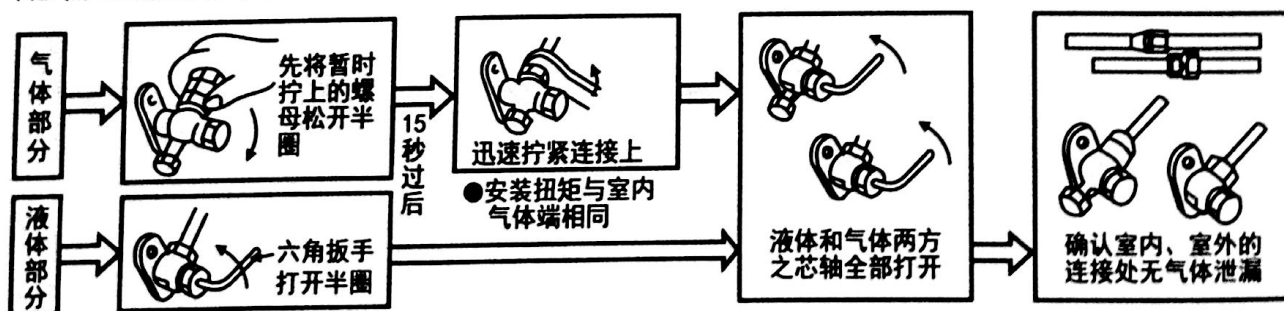 气体部分
先将暂时
拧上的螺
母松开半
圈
15秒过后
迅速拧紧连接上
●安装扭矩与室内
气体端相同
液体部分
六角扳手
打开半圈
液体和气体两方
之芯轴全部打开
确认室内、室外的
连接处无气体泄漏